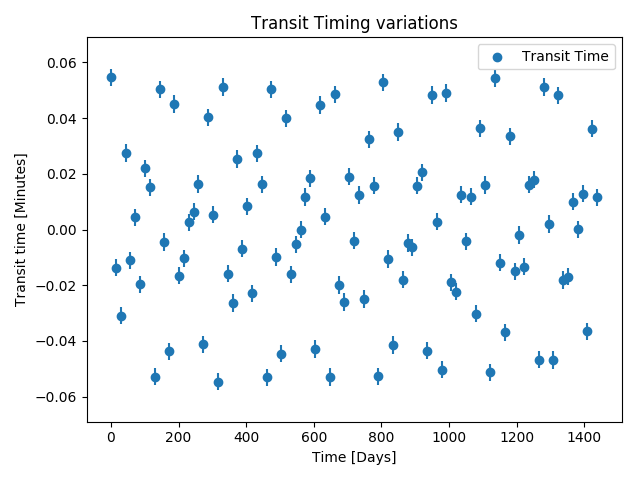 Transit Timing variations
Transit Time
0.06
0.04
0.02
0.00
−0.02
−0.04
−0.06
Transit time [Minutes]
0 200 400 600 800 1000 1200 1400
Time [Days]